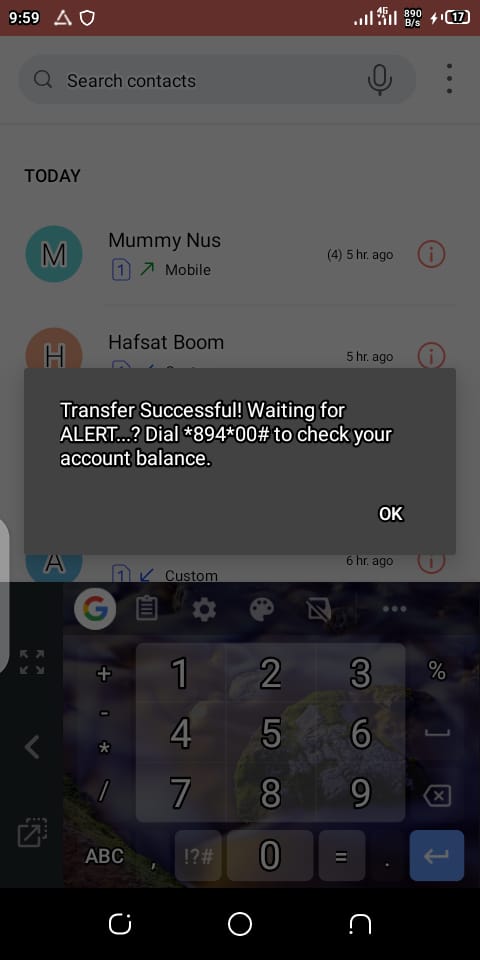 9:59
4G
890
B/s
17
Search contacts
TODAY
M
Mummy Nus
1
Mobile
(4) 5 hr. ago
H
Hafsat Boom
5 hr. ago
Transfer Successful! Waiting for
ALERT...? Dial *894*00# to check your
account balance.
OK
A
1
Custom
6 hr. ago
G
+ 1 2 3 %
-
4 5 6
*
/ 7 8 9
ABC , !?# 0 = .